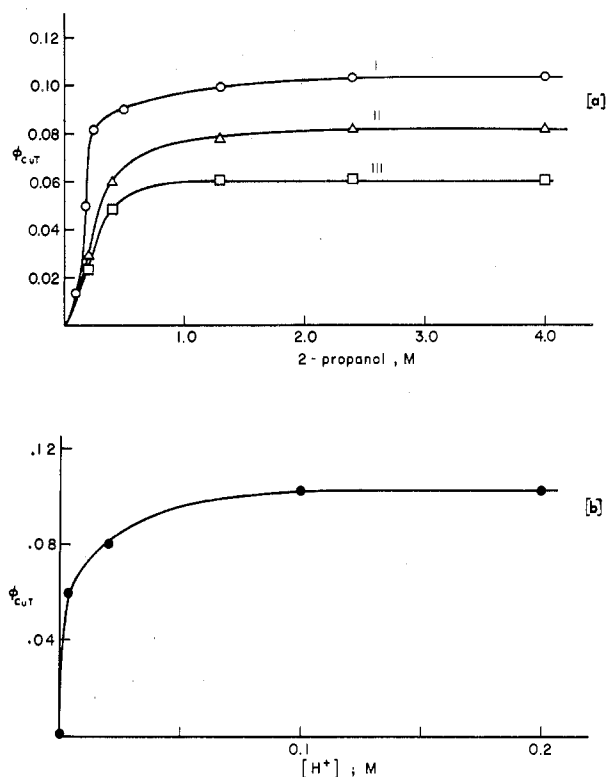 0.12
0.10
0.08
0.06
0.04
0.02
ϕCuT
I
II
III
[a]
1.0
2.0
3.0
4.0
2-propanol , M
.12
.08
.04
ϕCuT
[b]
0.1
0.2
[H+] ; M